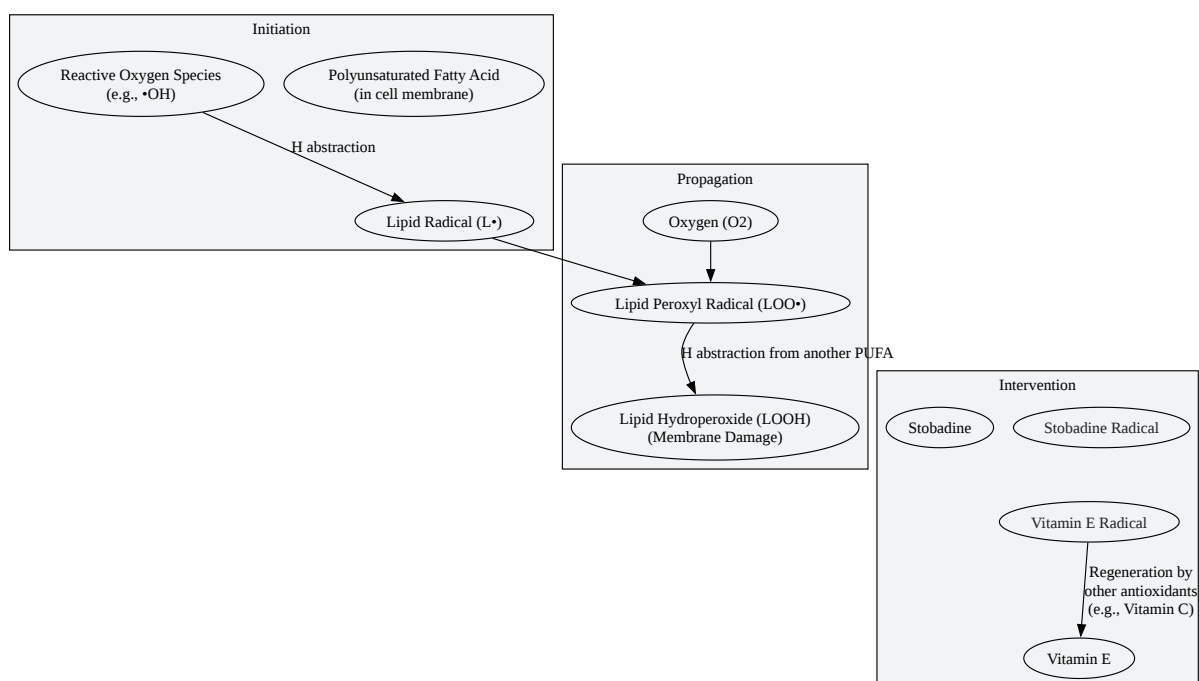 Initiation
Reactive Oxygen Species
(e.g., •OH)
Polyunsaturated Fatty Acid
(in cell membrane)
H abstraction
Lipid Radical (L•)
Propagation
Oxygen (O2)
Lipid Peroxyl Radical (LOO•)
H abstraction from another PUFA
Lipid Hydroperoxide (LOOH)
(Membrane Damage)
Intervention
Stobadine
Stobadine Radical
Vitamin E Radical
Regeneration by
other antioxidants
(e.g., Vitamin C)
Vitamin E